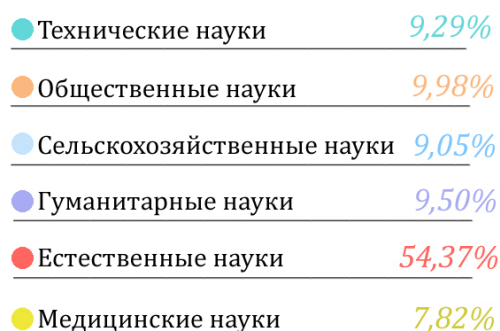 Технические науки 9,29%
Общественные науки 9,98%
Сельскохозяйственные науки 9,05%
Гуманитарные науки 9,50%
Естественные науки 54,37%
Медицинские науки 7,82%